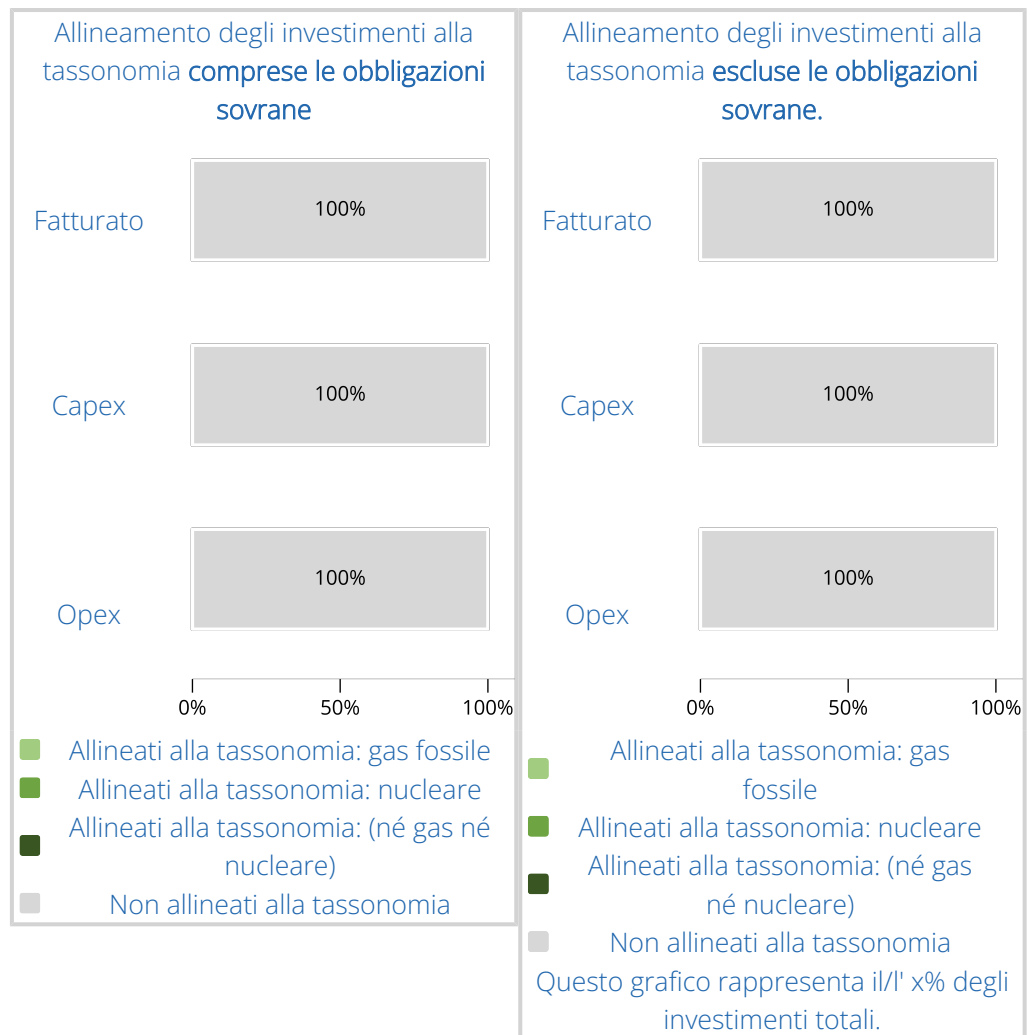 Allineamento degli investimenti alla
tassonomia comprese le obbligazioni
sovrane
Fatturato
100%
Capex
100%
Opex
100%
0% 50% 100%
Allineati alla tassonomia: gas fossile
Allineati alla tassonomia: nucleare
Allineati alla tassonomia: (né gas né
nucleare)
Non allineati alla tassonomia
Allineamento degli investimenti alla
tassonomia escluse le obbligazioni
sovrane.
Fatturato
100%
Capex
100%
Opex
100%
0% 50% 100%
Allineati alla tassonomia: gas
fossile
Allineati alla tassonomia: nucleare
Allineati alla tassonomia: (né gas
né nucleare)
Non allineati alla tassonomia
Questo grafico rappresenta il/l' x% degli
investimenti totali.